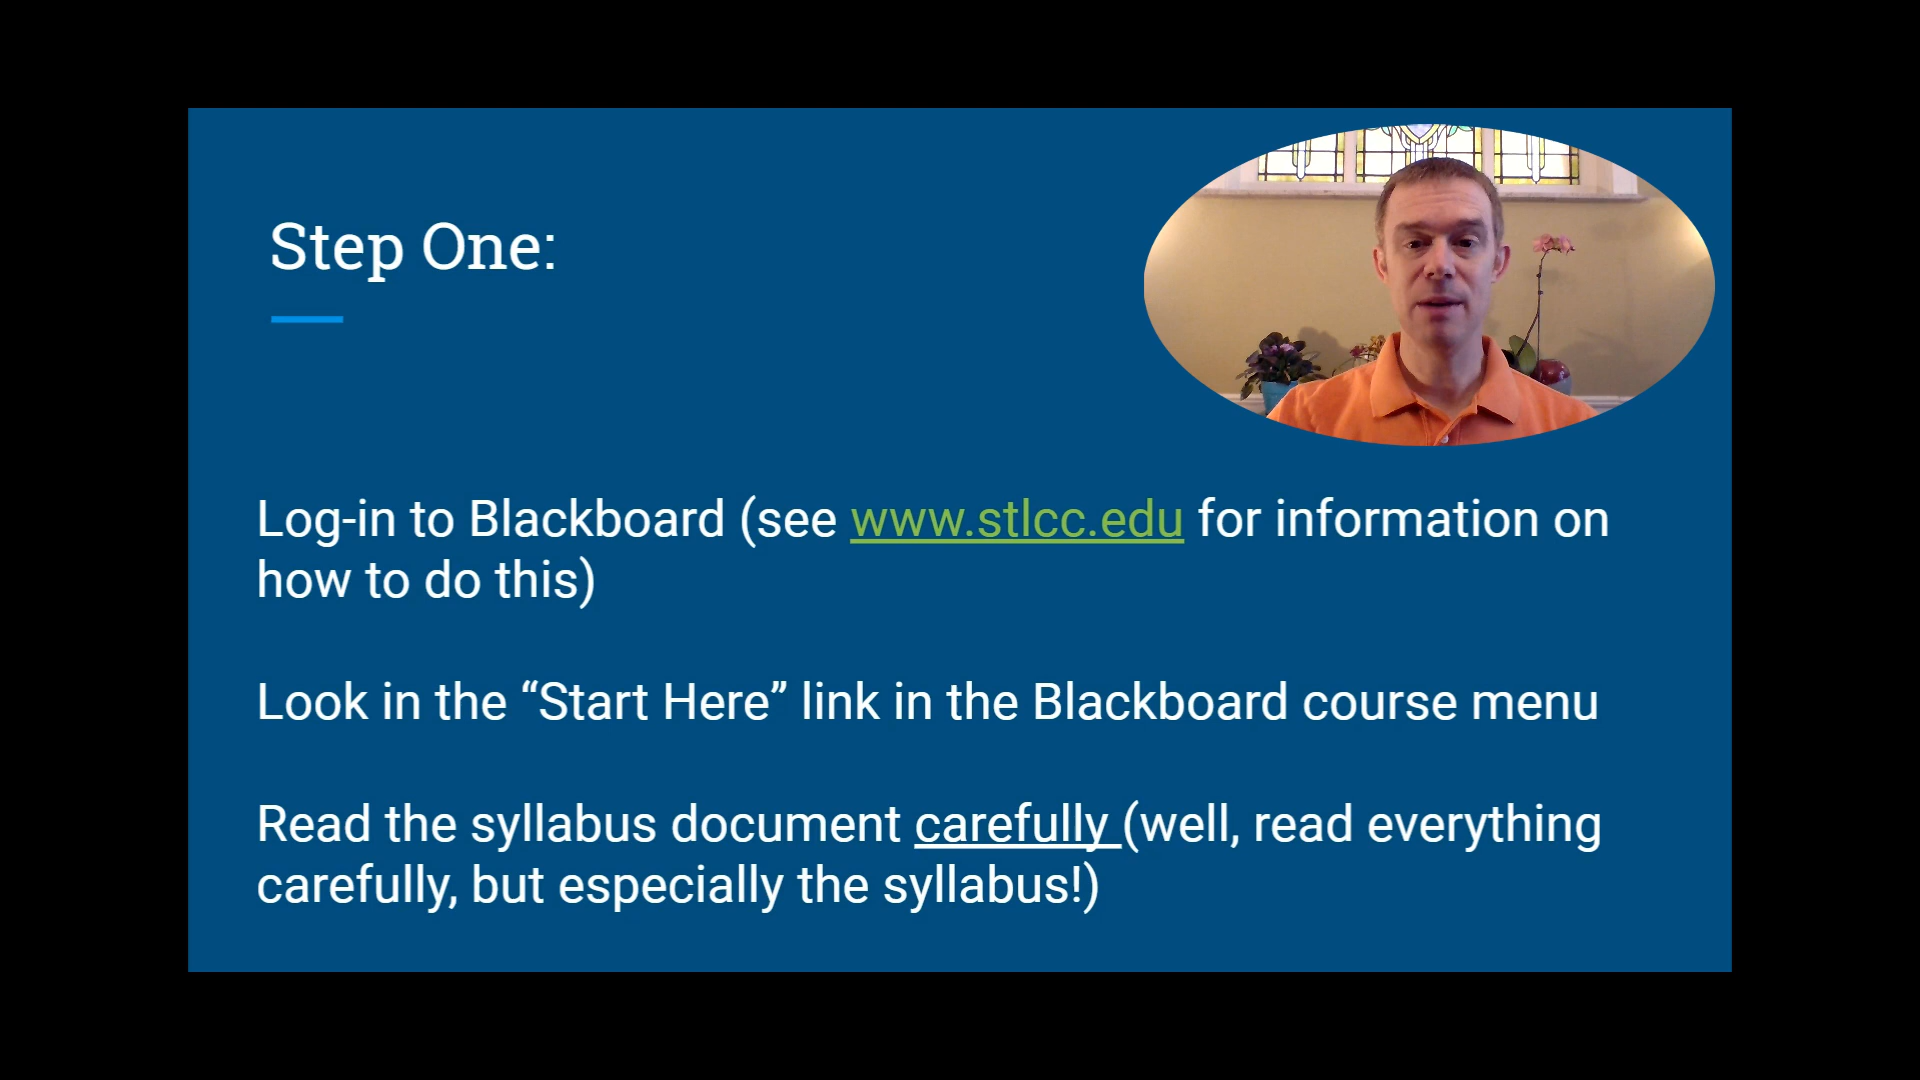 Step One:
Log-in to Blackboard (see www.stlcc.edu for information on
how to do this)
Look in the “Start Here” link in the Blackboard course menu
Read the syllabus document carefully (well, read everything
carefully, but especially the syllabus!)